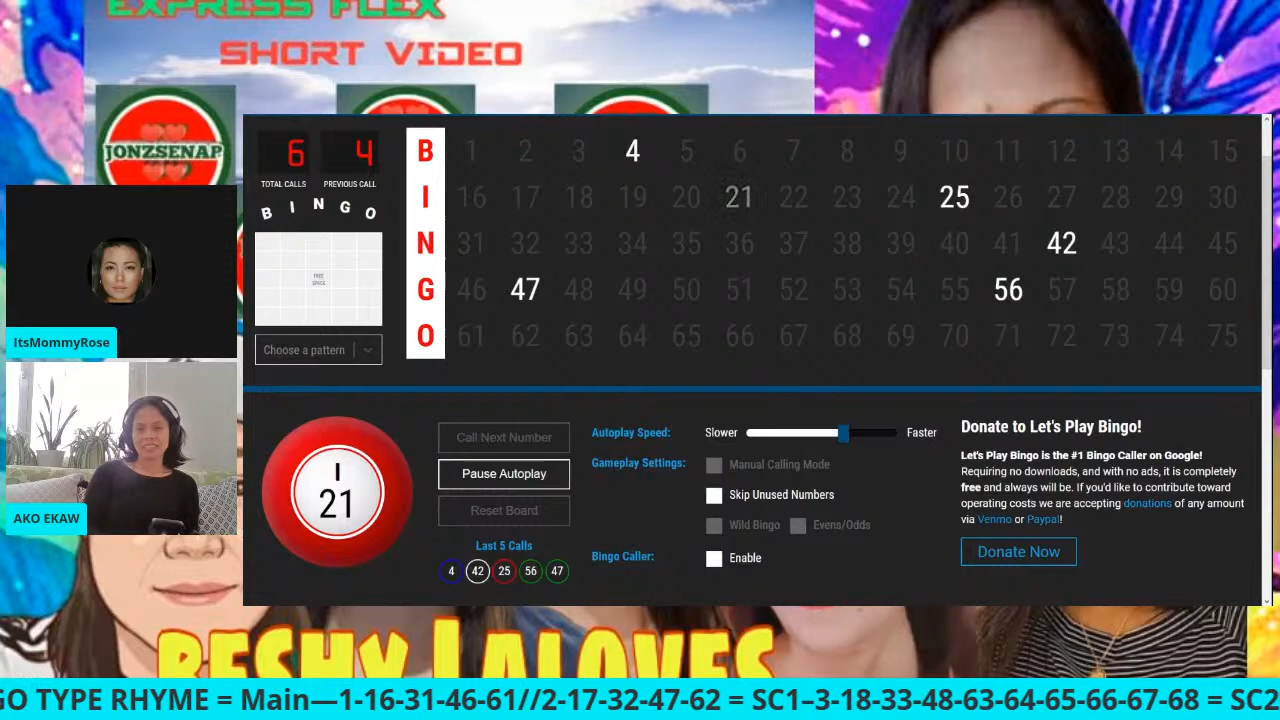 EXPRESS FLEX
SHORT VIDEO
JONZSENAP
6 4
TOTAL CALLS PREVIOUS CALL
B I N G O
FREE SPACE
Choose a pattern
B 1 2 3 4 5 6 7 8 9 10 11 12 13 14 15
I 16 17 18 19 20 21 22 23 24 25 26 27 28 29 30
N 31 32 33 34 35 36 37 38 39 40 41 42 43 44 45
G 46 47 48 49 50 51 52 53 54 55 56 57 58 59 60
O 61 62 63 64 65 66 67 68 69 70 71 72 73 74 75
ItsMommyRose
AKO EKAW
I
21
Call Next Number
Pause Autoplay
Reset Board
Last 5 Calls
4 42 25 56 47
Autoplay Speed: Slower Faster
Gameplay Settings: Manual Calling Mode
Skip Unused Numbers
Wild Bingo Evens/Odds
Bingo Caller: Enable
Donate to Let's Play Bingo!
Let's Play Bingo is the #1 Bingo Caller on Google!
Requiring no downloads, and with no ads, it is completely
free and always will be. If you'd like to contribute toward
operating costs we are accepting donations of any amount
via Venmo or Paypal!
Donate Now
BESHY LALOVES
GO TYPE RHYME = Main—1-16-31-46-61//2-17-32-47-62 = SC1–3-18-33-48-63-64-65-66-67-68 = SC2